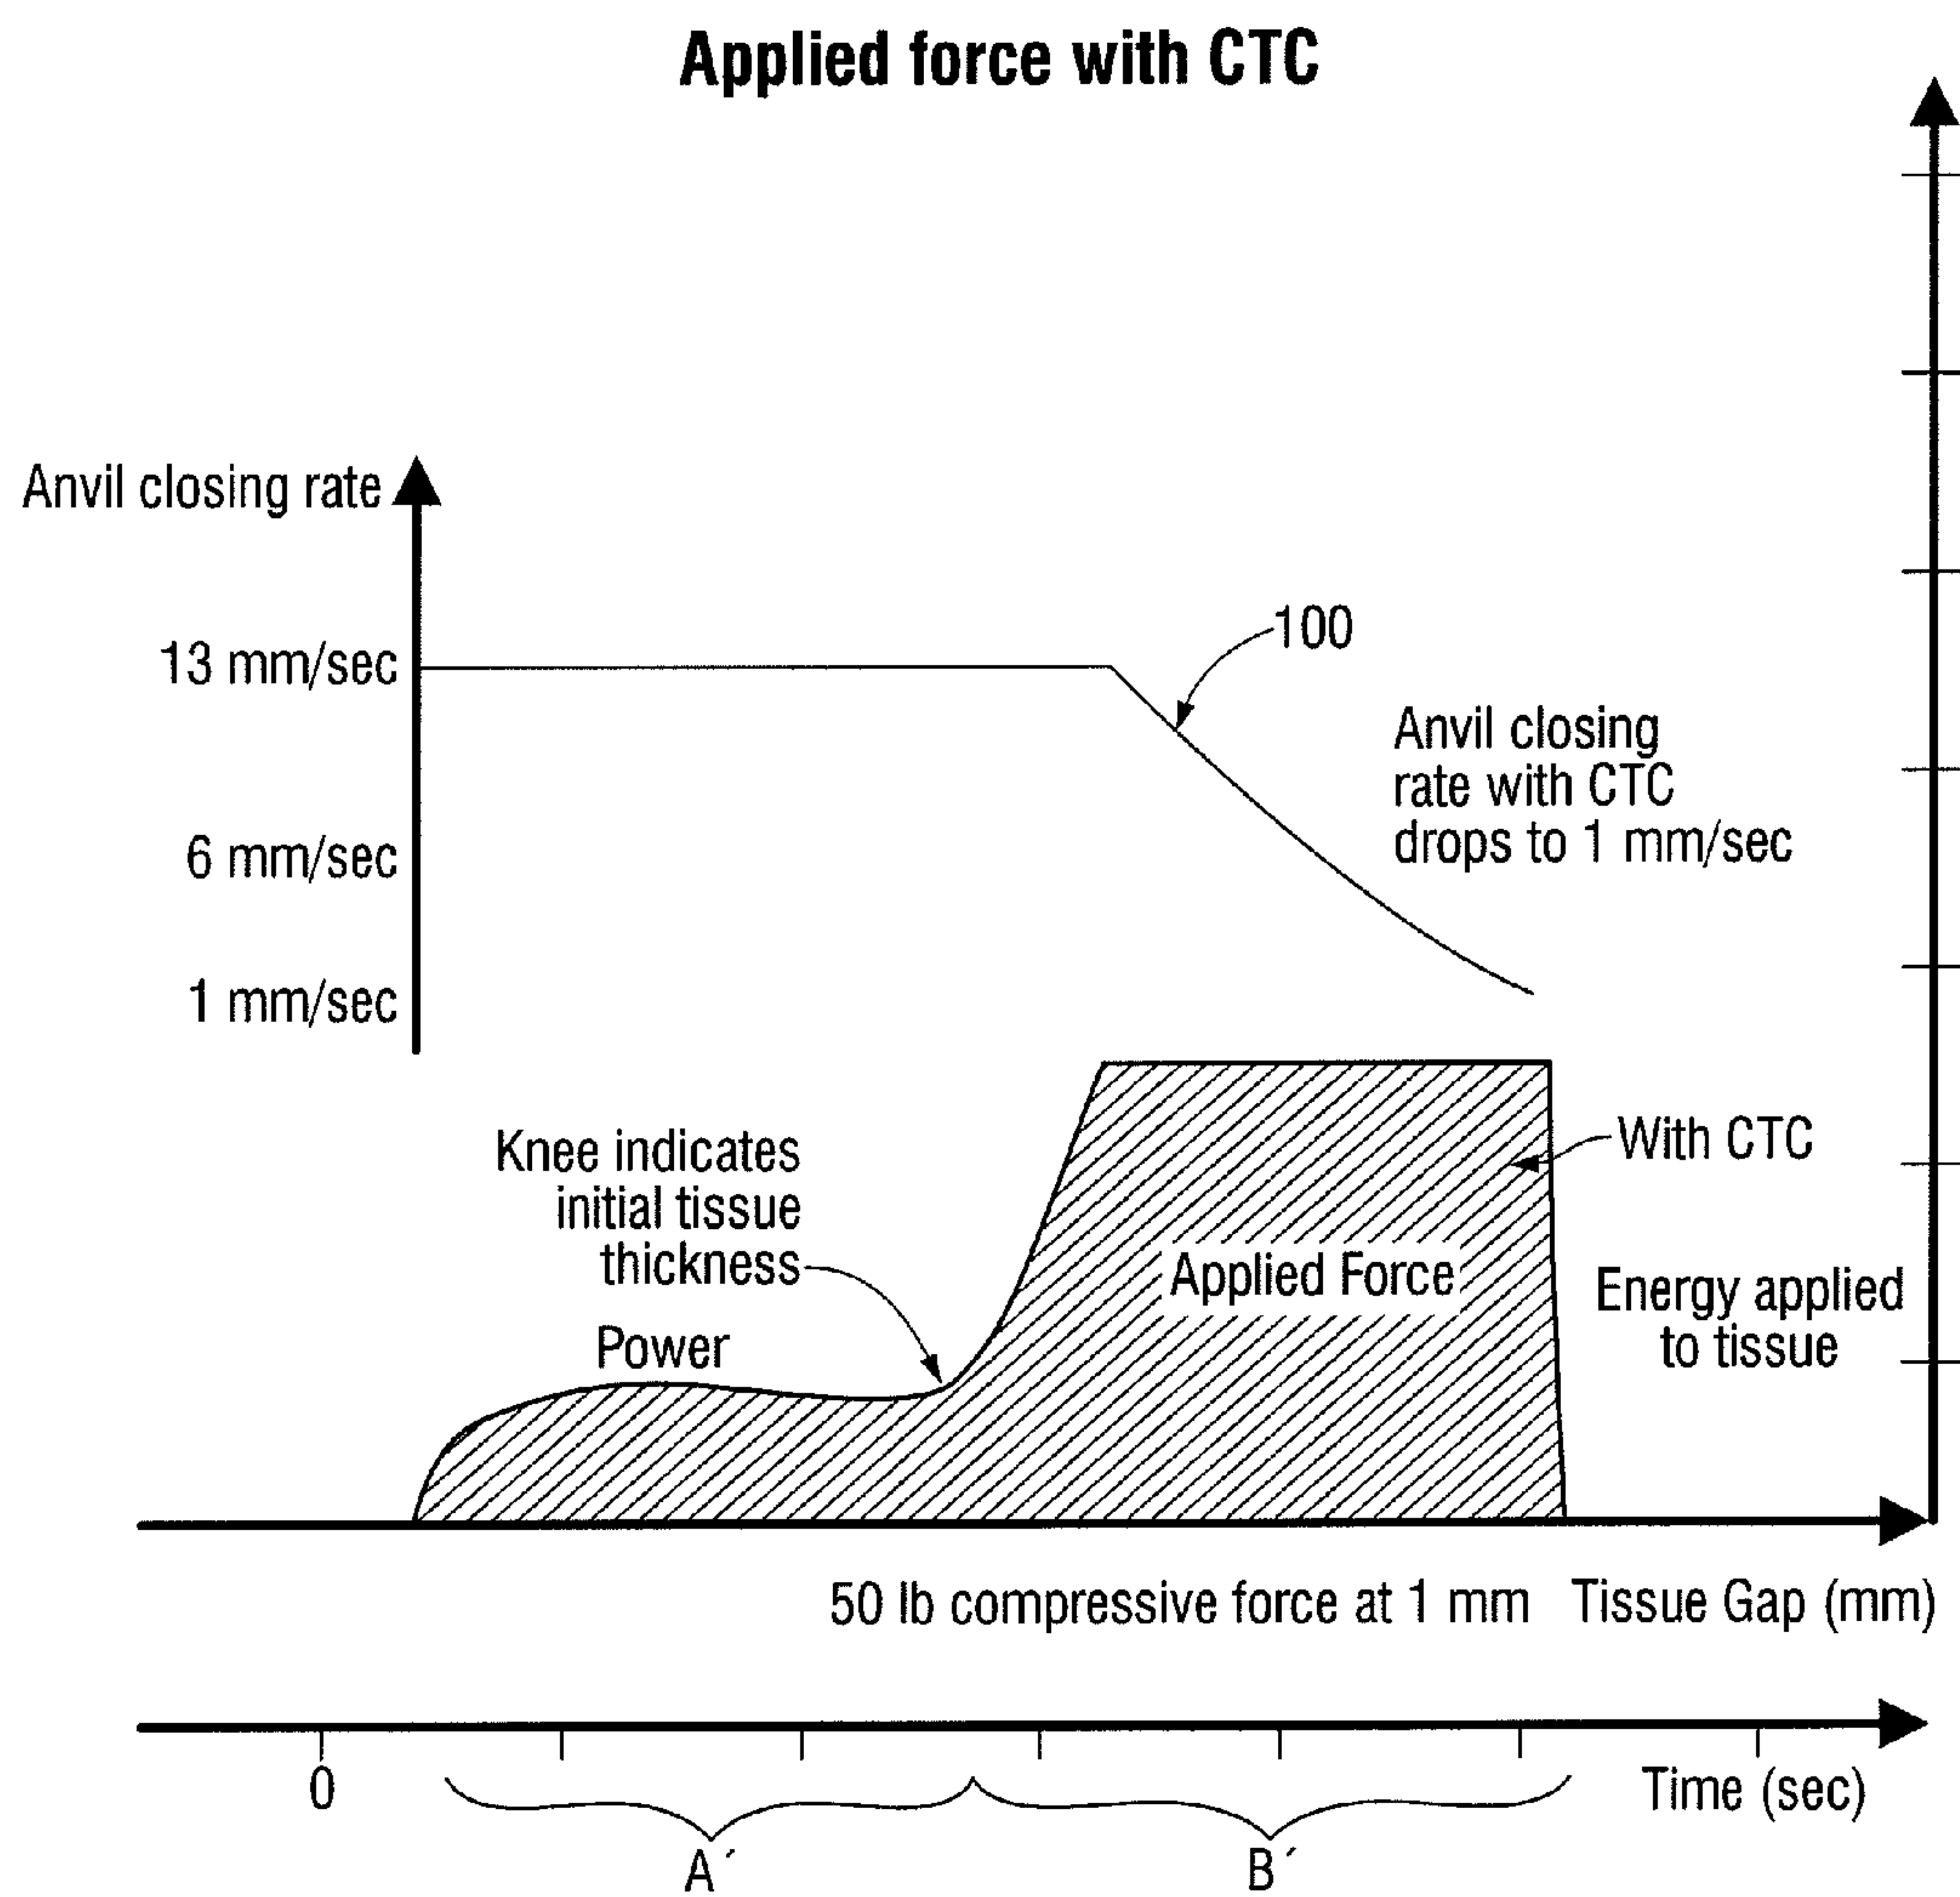 Applied force with CTC
Anvil closing rate
13 mm/sec
6 mm/sec
1 mm/sec
100
Anvil closing
rate with CTC
drops to 1 mm/sec
Knee indicates
initial tissue
thickness
Power
With CTC
Applied Force
Energy applied
to tissue
50 lb compressive force at 1 mm
Tissue Gap (mm)
0
Time (sec)
A´
B´